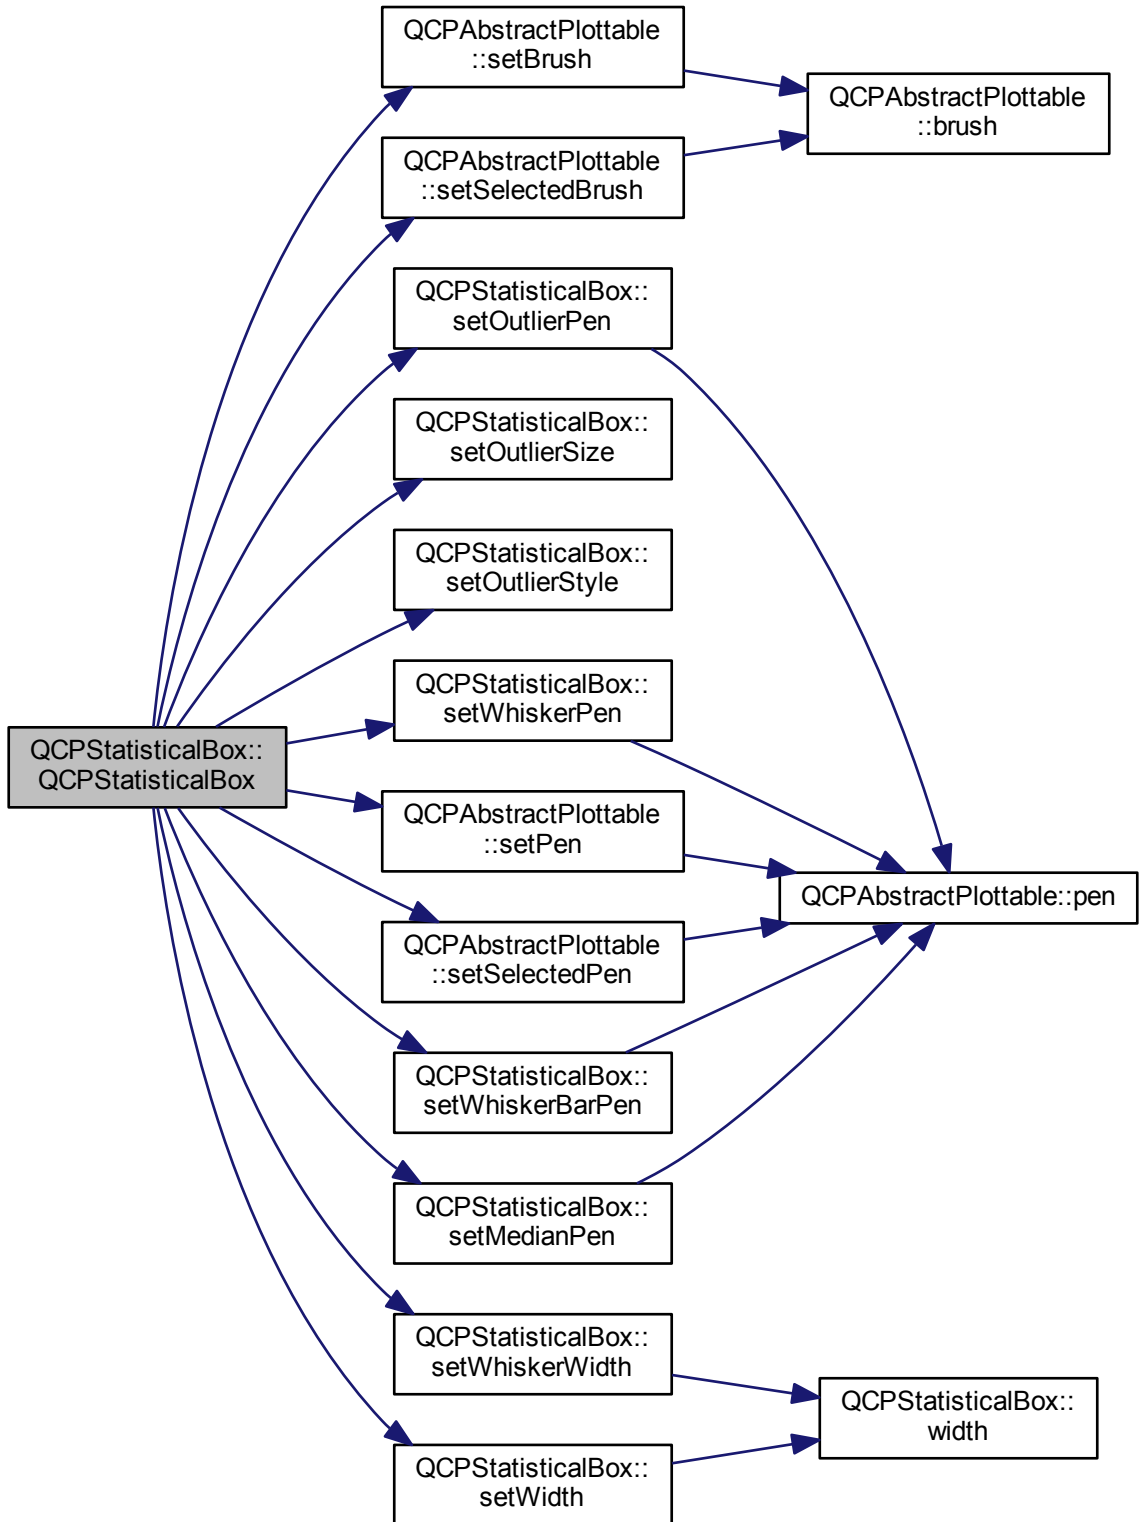 QCPAbstractPlottable
::setBrush
QCPAbstractPlottable
::brush
QCPAbstractPlottable
::setSelectedBrush
QCPStatisticalBox::
setOutlierPen
QCPStatisticalBox::
setOutlierSize
QCPStatisticalBox::
setOutlierStyle
QCPStatisticalBox::
setWhiskerPen
QCPStatisticalBox::
QCPStatisticalBox
QCPAbstractPlottable
::setPen
QCPAbstractPlottable::pen
QCPAbstractPlottable
::setSelectedPen
QCPStatisticalBox::
setWhiskerBarPen
QCPStatisticalBox::
setMedianPen
QCPStatisticalBox::
setWhiskerWidth
QCPStatisticalBox::
width
QCPStatisticalBox::
setWidth